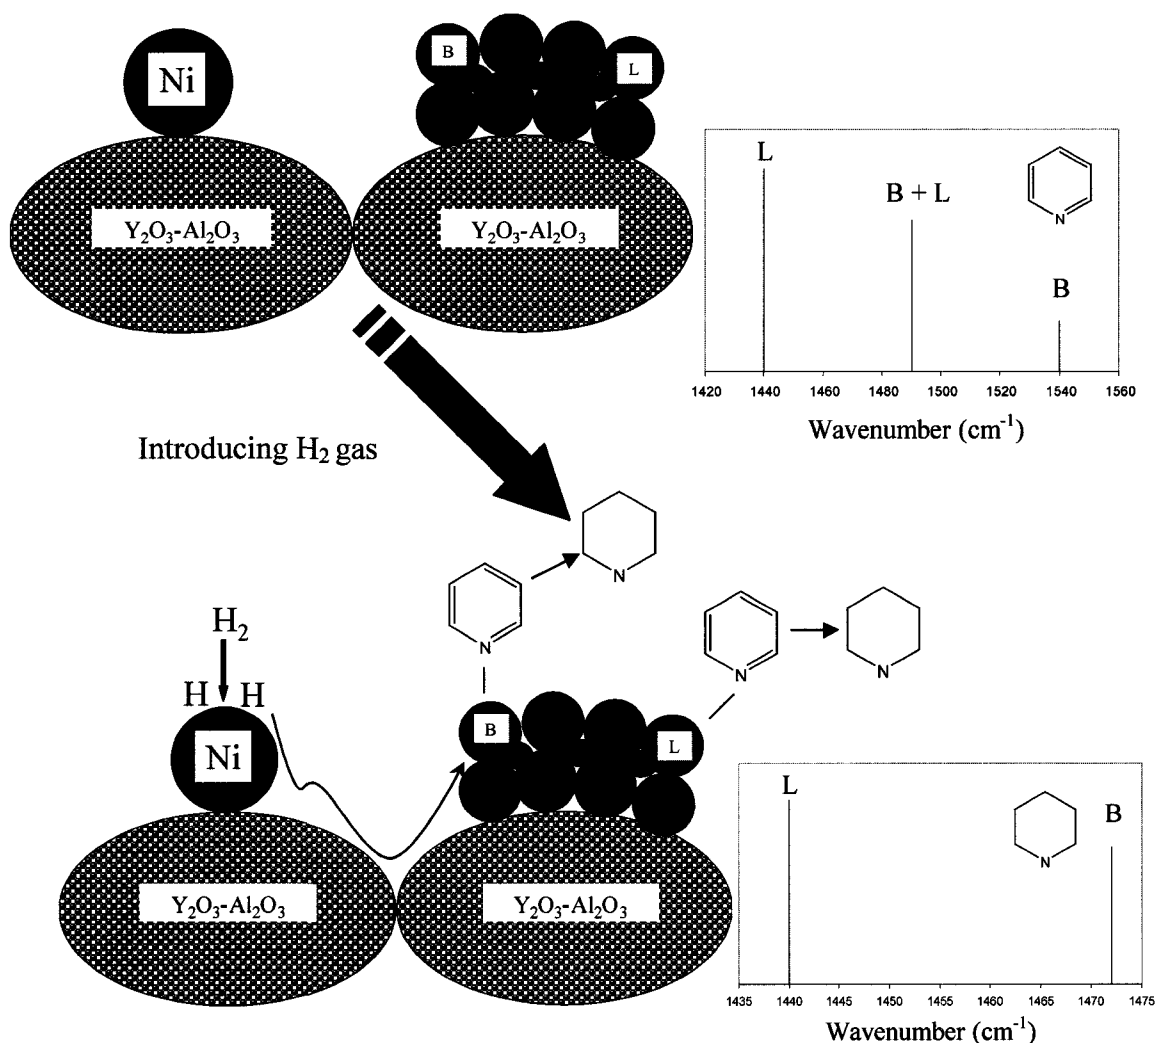 Ni
B
L
Y₂O₃-Al₂O₃
Y₂O₃-Al₂O₃
L
B + L
N
B
1420 1440 1460 1480 1500 1520 1540 1560
Wavenumber (cm⁻¹)
Introducing H₂ gas
N
N
N
N
H₂
H H
Ni
B
L
Y₂O₃-Al₂O₃
Y₂O₃-Al₂O₃
L
B
N
1435 1440 1445 1450 1455 1460 1465 1470 1475
Wavenumber (cm⁻¹)